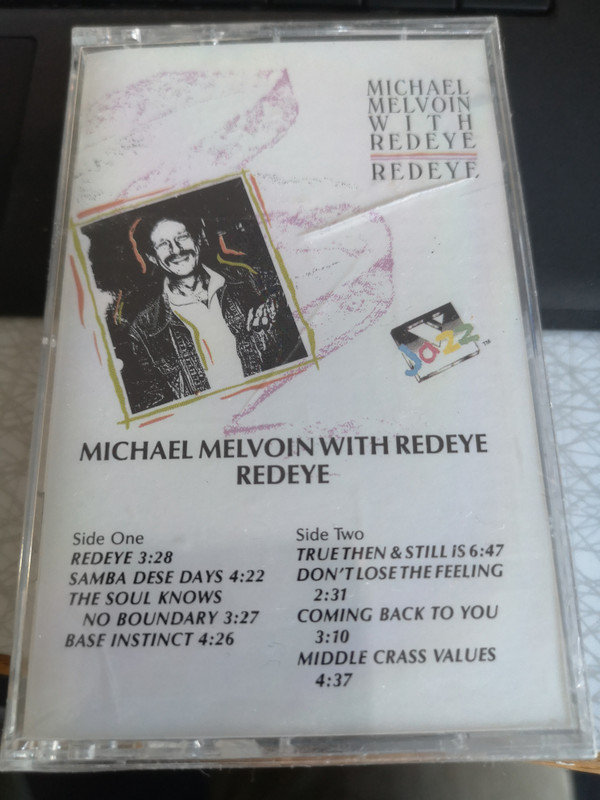 MICHAEL
MELVOIN
WITH
REDEYE
REDEYE
Jazz
TM
MICHAEL MELVOIN WITH REDEYE
REDEYE
Side One
REDEYE 3:28
SAMBA DESE DAYS 4:22
THE SOUL KNOWS
NO BOUNDARY 3:27
BASE INSTINCT 4:26
Side Two
TRUE THEN & STILL IS 6:47
DON'T LOSE THE FEELING
2:31
COMING BACK TO YOU
3:10
MIDDLE CRASS VALUES
4:37